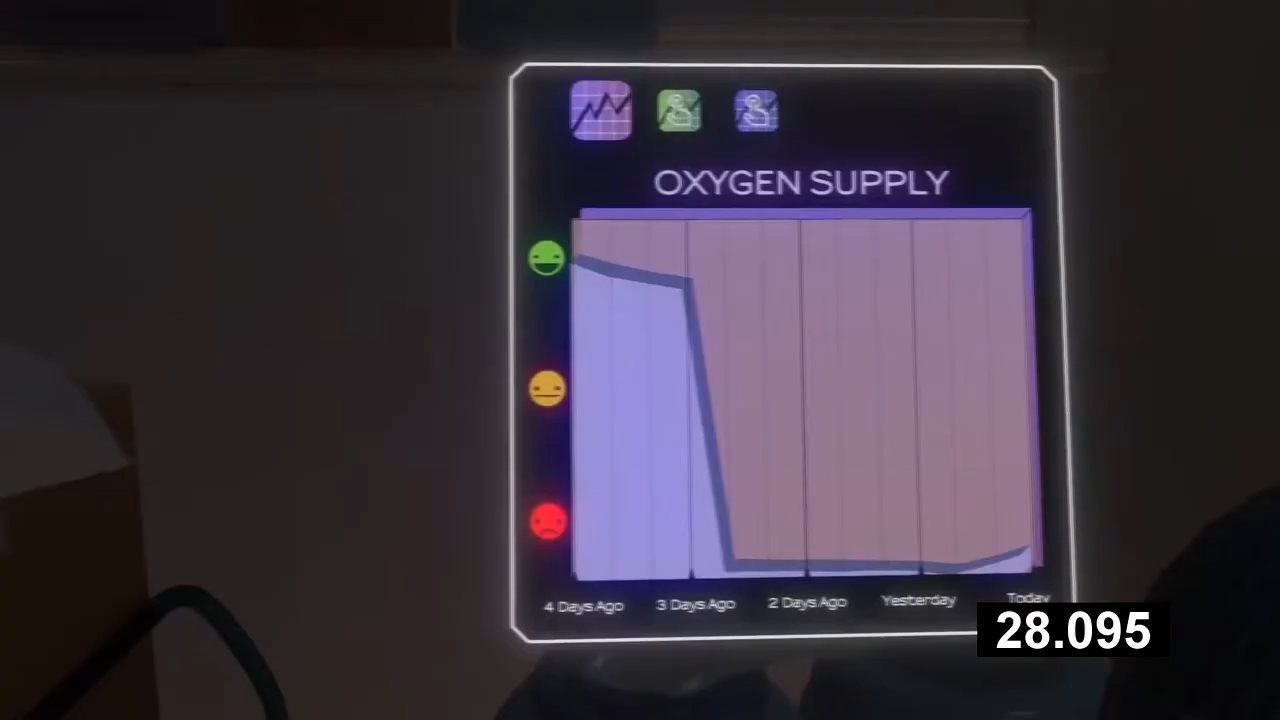 OXYGEN SUPPLY
4 Days Ago
3 Days Ago
2 Days Ago
Yesterday
Today
28.095